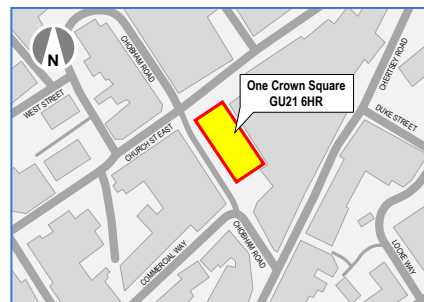 CHOBHAM ROAD
CHERTSEY ROAD
N
One Crown Square
GU21 6HR
WEST STREET
DUKE STREET
CHURCH ST EAST
COMMERCIAL WAY
CHOBHAM ROAD
LOCKE WAY